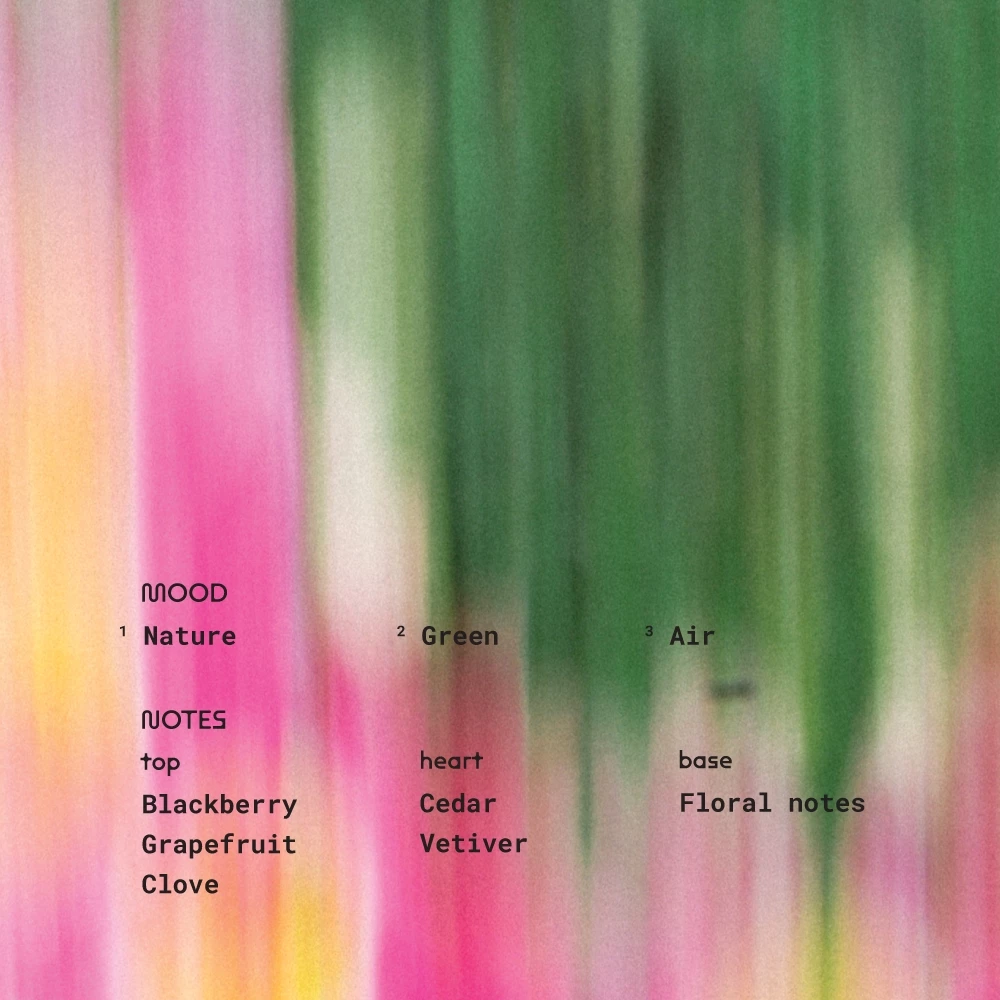 MOOD
1 Nature 2 Green 3 Air
NOTES
top heart base
Blackberry Cedar Floral notes
Grapefruit Vetiver
Clove